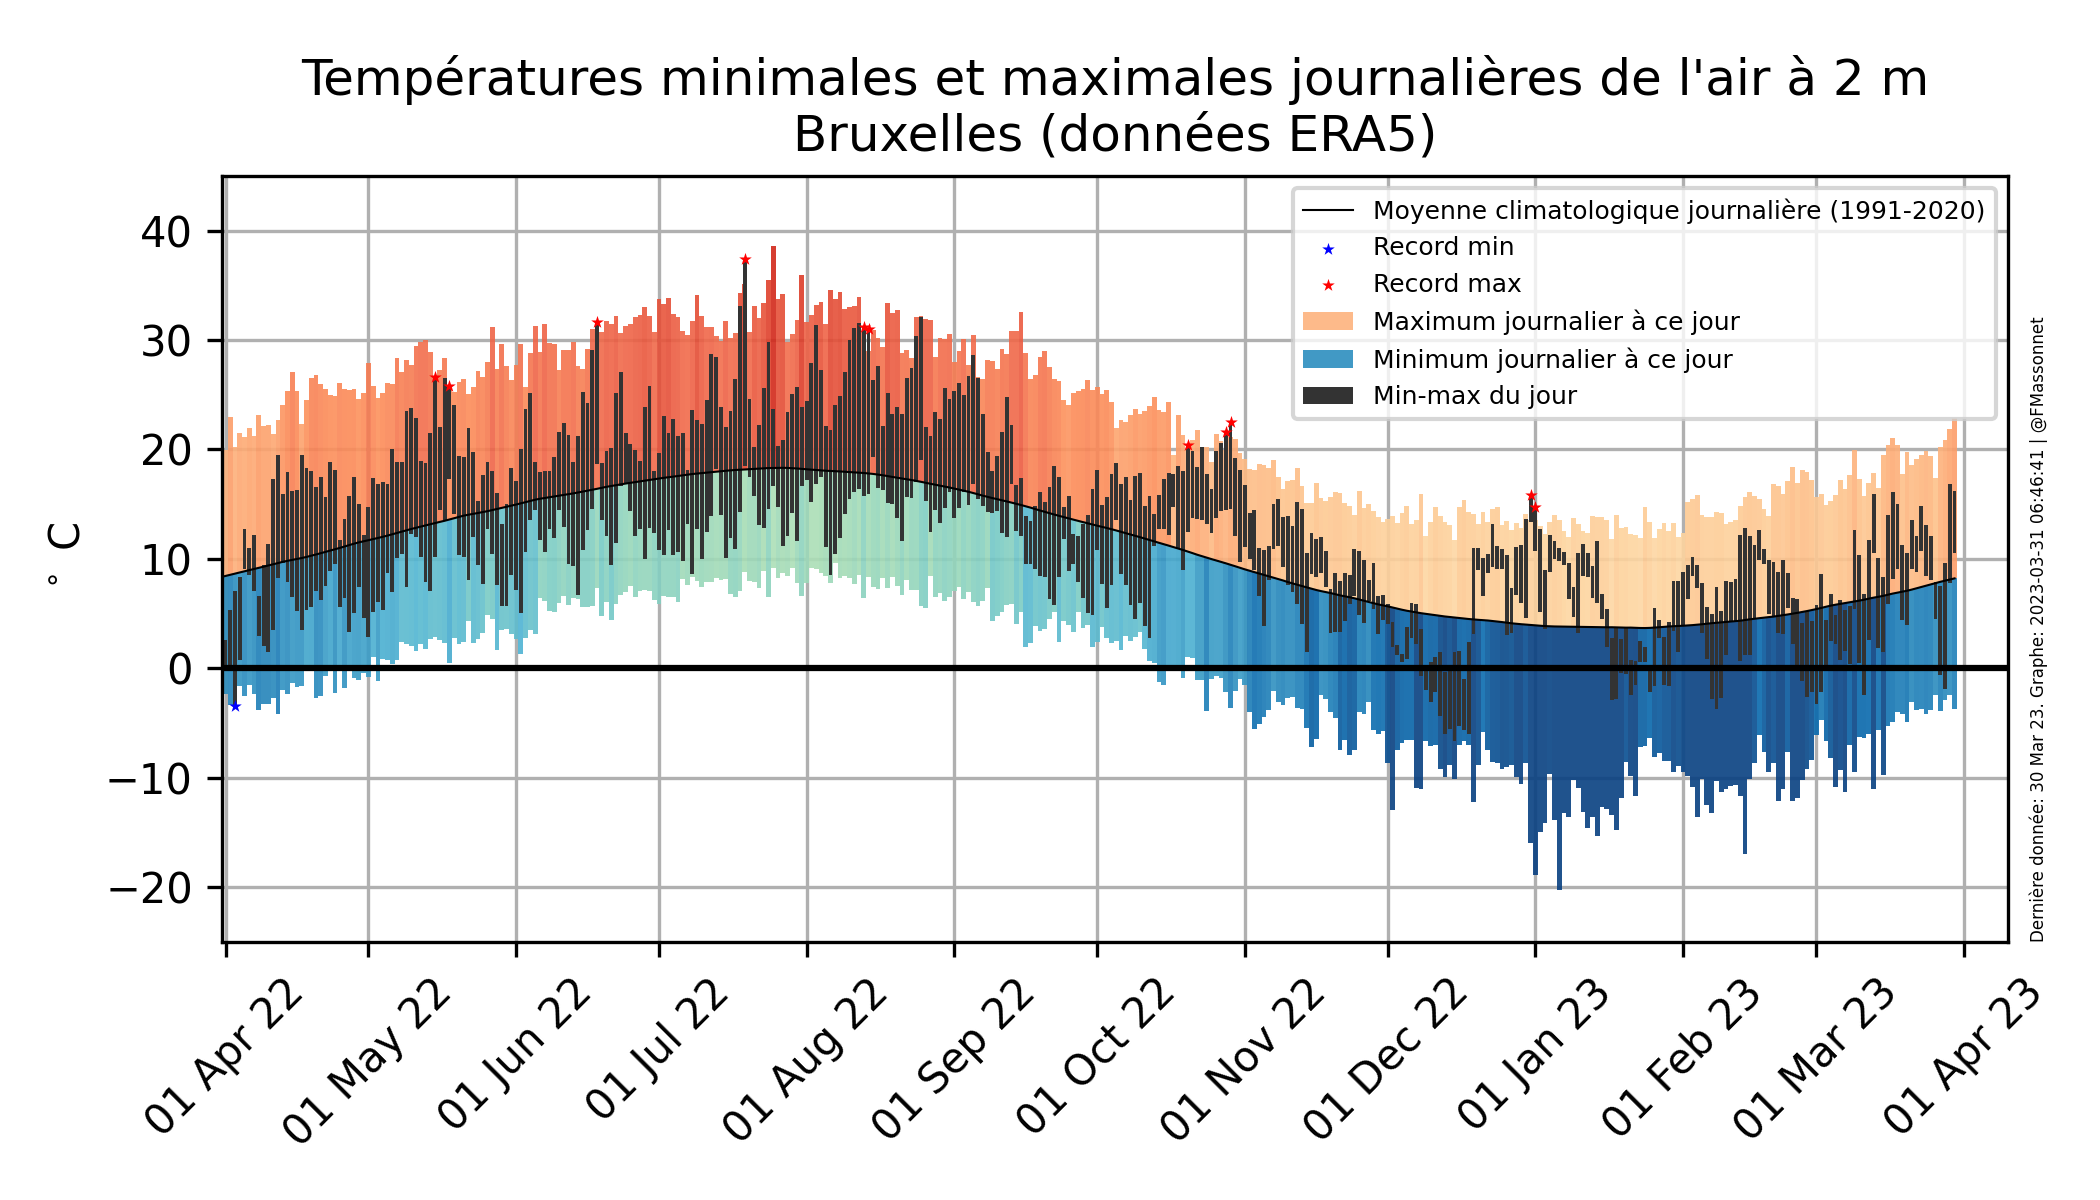 Températures minimales et maximales journalières de l'air à 2 m
Bruxelles (données ERA5)
Moyenne climatologique journalière (1991-2020)
Record min
Record max
Maximum journalier à ce jour
Minimum journalier à ce jour
Min-max du jour
° C
40
30
20
10
0
−10
−20
01 Apr 22
01 May 22
01 Jun 22
01 Jul 22
01 Aug 22
01 Sep 22
01 Oct 22
01 Nov 22
01 Dec 22
01 Jan 23
01 Feb 23
01 Mar 23
01 Apr 23
Dernière donnée: 30 Mar 23. Graphe: 2023-03-31 06:46:41 | @FMassonnet